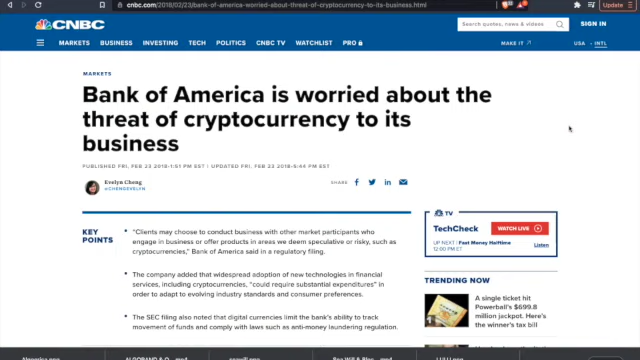 cnbc.com/2018/02/23/bank-of-america-worried-about-threat-of-cryptocurrency-to-its-business.html
Update
CNBC
Search quotes, news & videos
SIGN IN
MARKETS BUSINESS INVESTING TECH POLITICS CNBC TV WATCHLIST PRO
MAKE IT
USA - INTL
MARKETS
Bank of America is worried about the
threat of cryptocurrency to its
business
PUBLISHED FRI, FEB 23 2018•1:51 PM EST | UPDATED FRI, FEB 23 2018•5:44 PM EST
Evelyn Cheng
@CHENGEVELYN
SHARE
KEY
POINTS
• "Clients may choose to conduct business with other market participants who
engage in business or offer products in areas we deem speculative or risky, such as
cryptocurrencies," Bank of America said in a regulatory filing.
• The company added that widespread adoption of new technologies in financial
services, including cryptocurrencies, "could require substantial expenditures" in
order to adapt to evolving industry standards and consumer preferences.
• The SEC filing also noted that digital currencies limit the bank's ability to track
movement of funds and comply with laws such as anti-money laundering regulation.
TV
TechCheck
WATCH LIVE
UP NEXT | Fast Money Halftime
12:00 pm ET
Listen
TRENDING NOW
A single ticket hit
Powerball's $699.8
million jackpot. Here's
the winner's tax bill